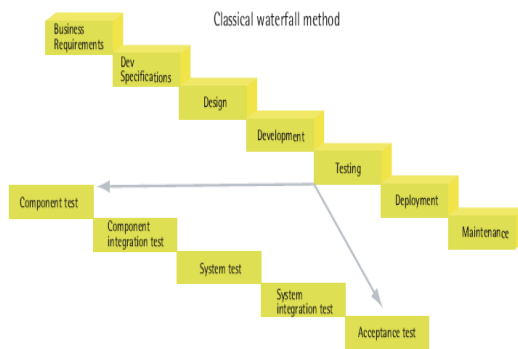 Classical waterfall method
Business
Requirements
Dev
Specifications
Design
Development
Testing
Deployment
Maintenance
Component test
Component
integration test
System test
System
integration test
Acceptance test